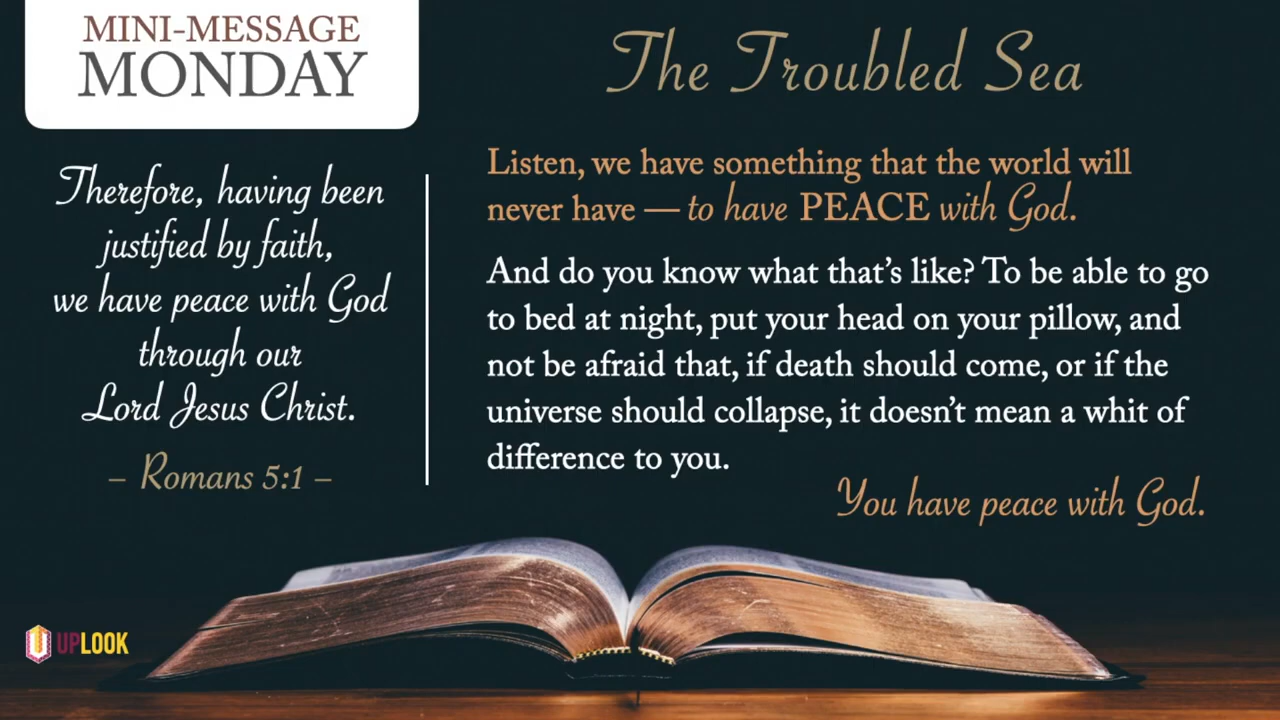 MINI-MESSAGE
MONDAY
Therefore, having been
justified by faith,
we have peace with God
through our
Lord Jesus Christ.
– Romans 5:1 –
The Troubled Sea
Listen, we have something that the world will
never have — to have PEACE with God.
And do you know what that’s like? To be able to go
to bed at night, put your head on your pillow, and
not be afraid that, if death should come, or if the
universe should collapse, it doesn’t mean a whit of
difference to you.
You have peace with God.
UPLOOK